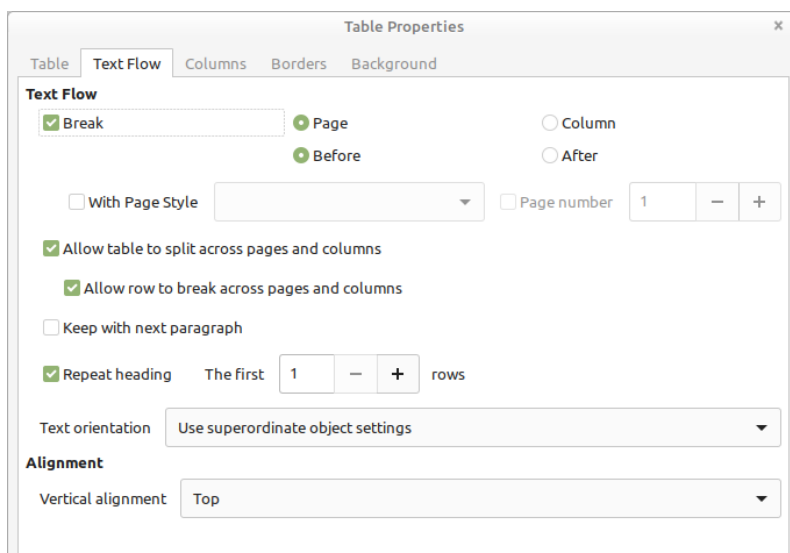 Table Properties ×
Table Text Flow Columns Borders Background
Text Flow
Break Page Column
Before After
With Page Style Page number 1 − +
Allow table to split across pages and columns
Allow row to break across pages and columns
Keep with next paragraph
Repeat heading The first 1 − + rows
Text orientation Use superordinate object settings
Alignment
Vertical alignment Top